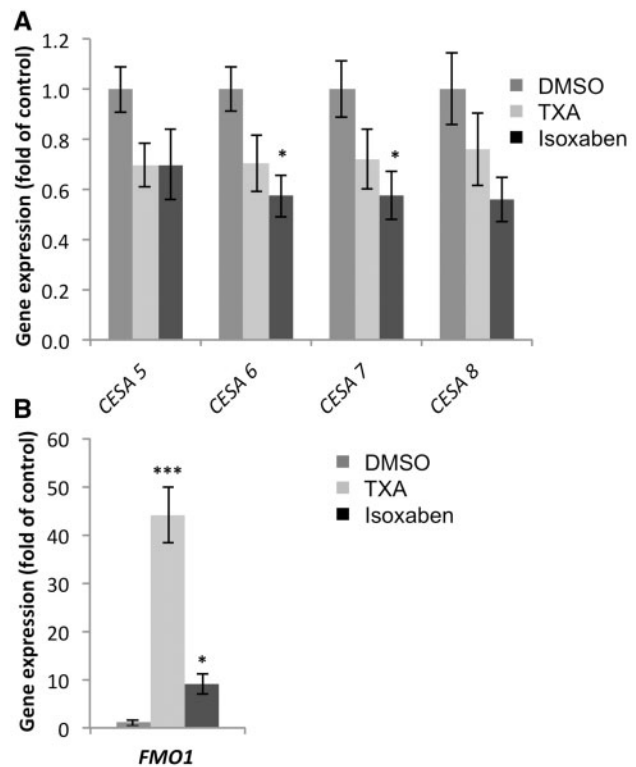 A
Gene expression (fold of control)
1.2
1.0
0.8
0.6
0.4
0.2
0.0
* *
DMSO
TXA
Isoxaben
CESA 5 CESA 6 CESA 7 CESA 8
B
Gene expression (fold of control)
60
50
40
30
20
10
0
***
*
DMSO
TXA
Isoxaben
FMO1